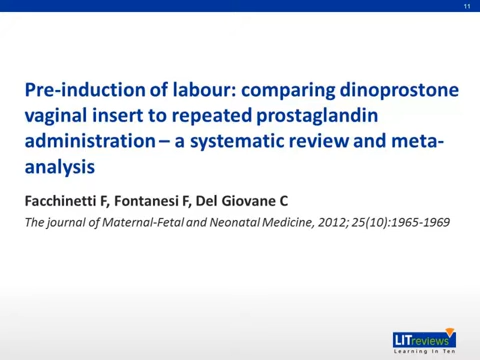 11
Pre-induction of labour: comparing dinoprostone
vaginal insert to repeated prostaglandin
administration – a systematic review and meta-
analysis
Facchinetti F, Fontanesi F, Del Giovane C
The journal of Maternal-Fetal and Neonatal Medicine, 2012; 25(10):1965-1969
LITreviews
Learning in Ten